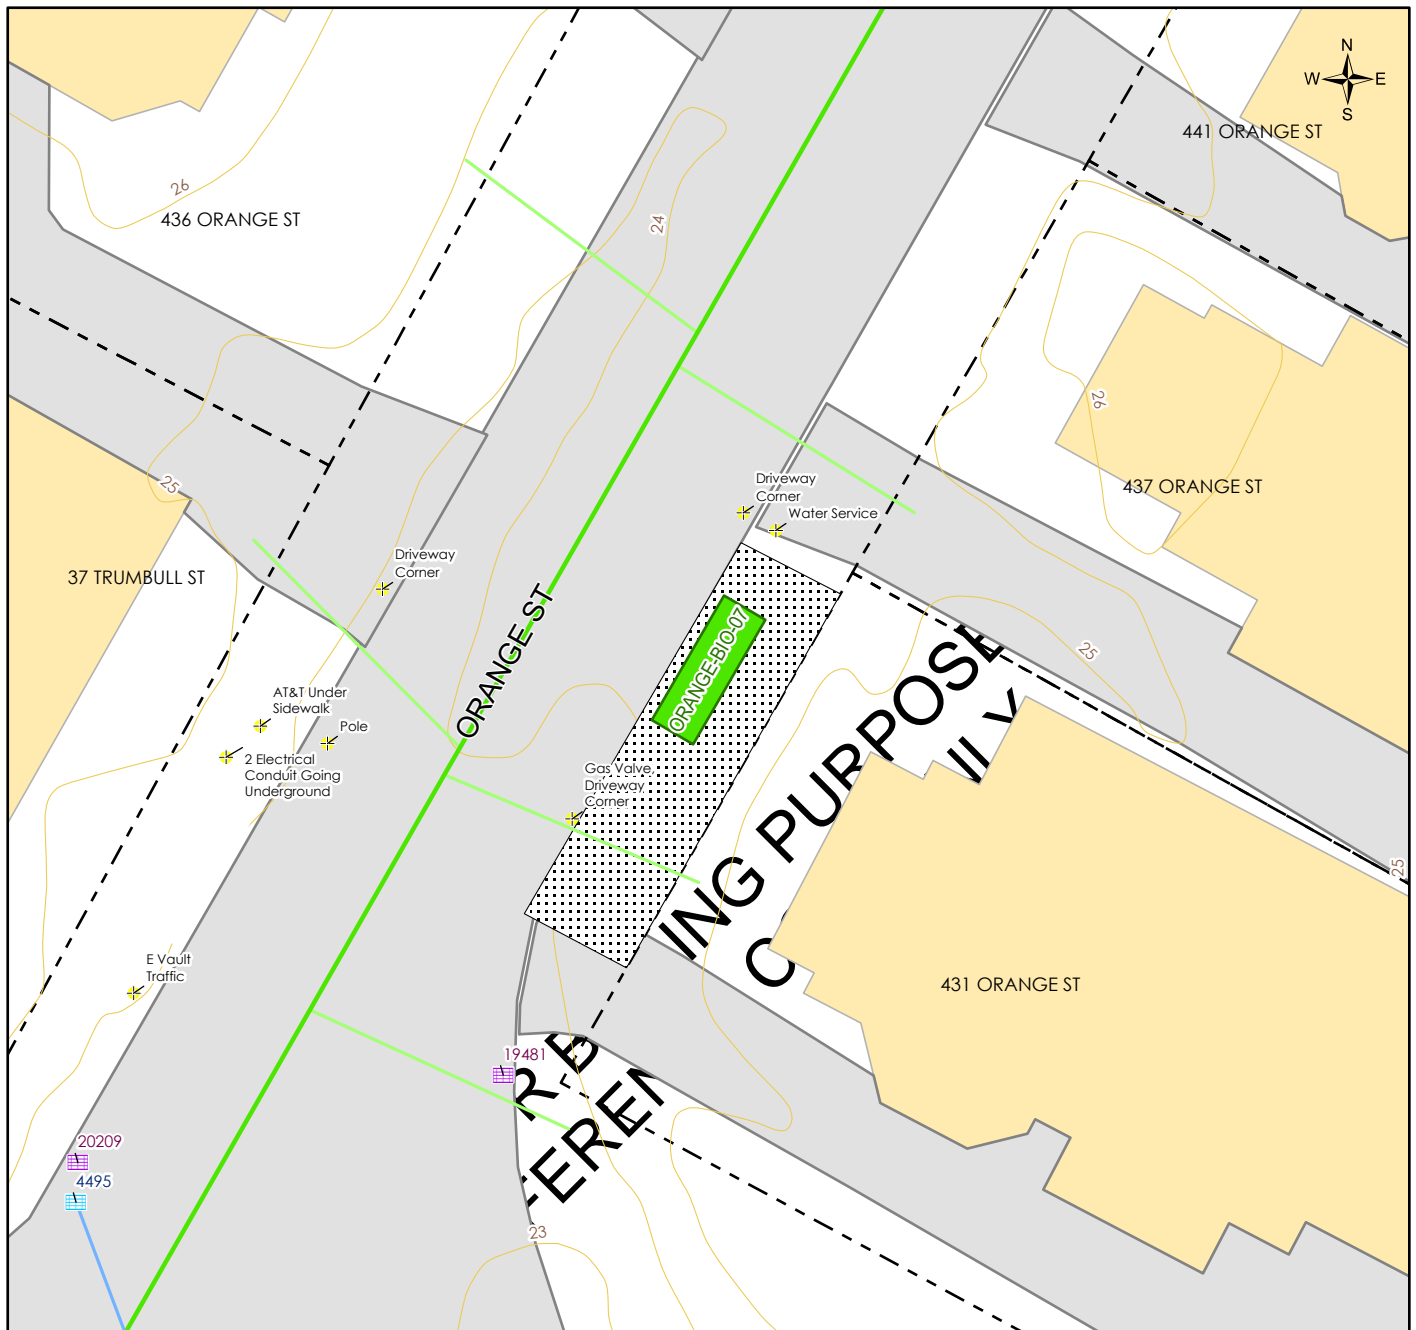 N
W E
S
441 ORANGE ST
26
436 ORANGE ST
24
26
437 ORANGE ST
25
Driveway
Corner
Water Service
Driveway
Corner
37 TRUMBULL ST
ORANGE ST
ORANGE-BIO-07
25
AT&T Under
Sidewalk
Pole
2 Electrical
Conduit Going
Underground
Gas Valve,
Driveway
Corner
ING PURPOSE
25
E Vault
Traffic
431 ORANGE ST
19481
20209
4495
23